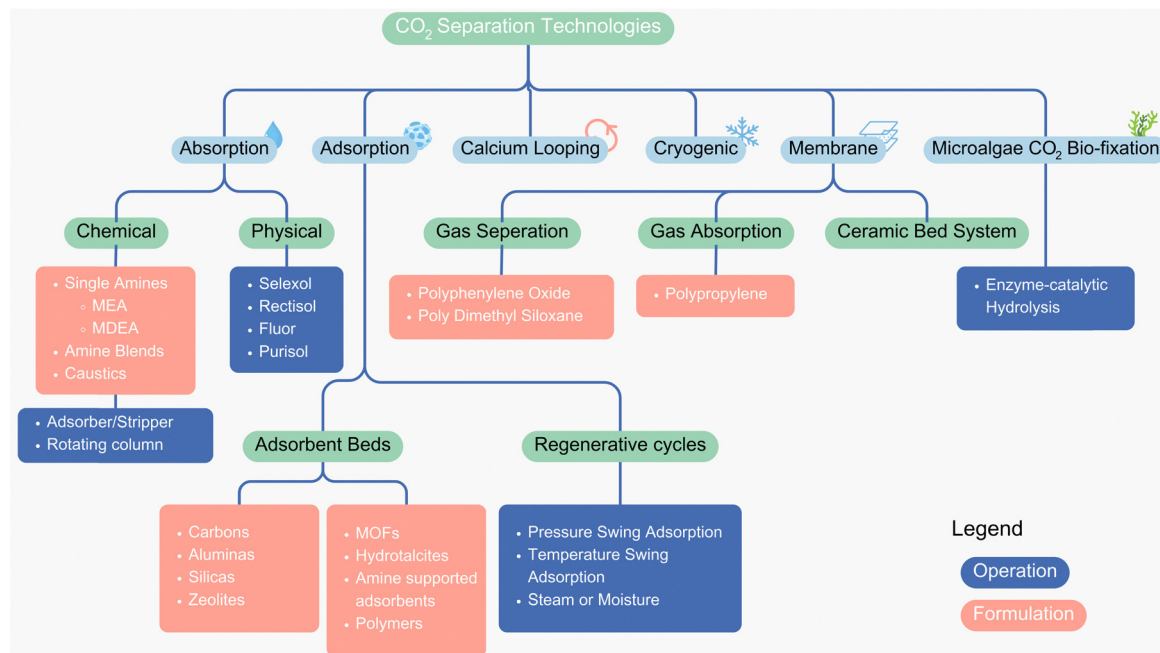 CO₂ Separation Technologies
Absorption
Adsorption
Calcium Looping
Cryogenic
Membrane
Microalgae CO₂ Bio-fixation
Chemical
Physical
Gas Seperation
Gas Absorption
Ceramic Bed System
• Single Amines
◦ MEA
◦ MDEA
• Amine Blends
• Caustics
• Selexol
• Rectisol
• Fluor
• Purisol
• Polyphenylene Oxide
• Poly Dimethyl Siloxane
• Polypropylene
• Enzyme-catalytic
Hydrolysis
• Adsorber/Stripper
• Rotating column
Adsorbent Beds
Regenerative cycles
• Carbons
• Aluminas
• Silicas
• Zeolites
• MOFs
• Hydrotalcites
• Amine supported
adsorbents
• Polymers
• Pressure Swing Adsorption
• Temperature Swing
Adsorption
• Steam or Moisture
Legend
Operation
Formulation